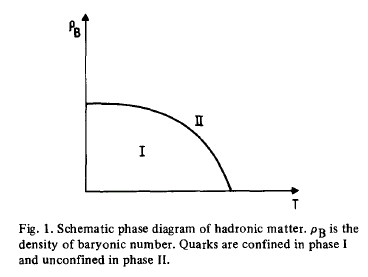 ρB
II
I
T
Fig. 1. Schematic phase diagram of hadronic matter. ρB is the
density of baryonic number. Quarks are confined in phase I
and unconfined in phase II.